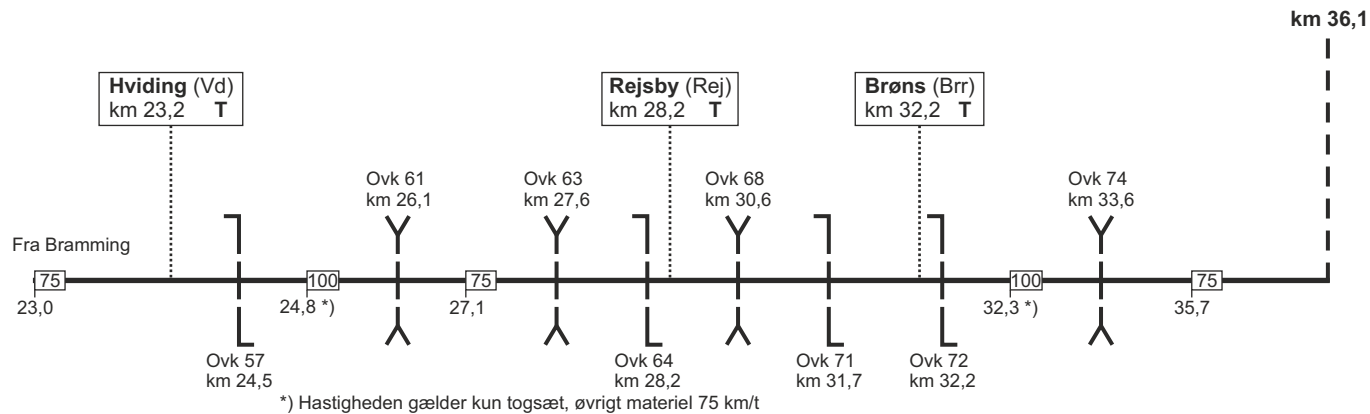 km 36,1
Hviding (Vd)
km 23,2 T
Rejsby (Rej)
km 28,2 T
Brøns (Brr)
km 32,2 T
Ovk 61
km 26,1
Ovk 63
km 27,6
Ovk 68
km 30,6
Ovk 74
km 33,6
Fra Bramming
75
100
75
100
75
23,0
24,8 *)
27,1
32,3 *)
35,7
Ovk 57
km 24,5
Ovk 64
km 28,2
Ovk 71
km 31,7
Ovk 72
km 32,2
*) Hastigheden gælder kun togsæt, øvrigt materiel 75 km/t